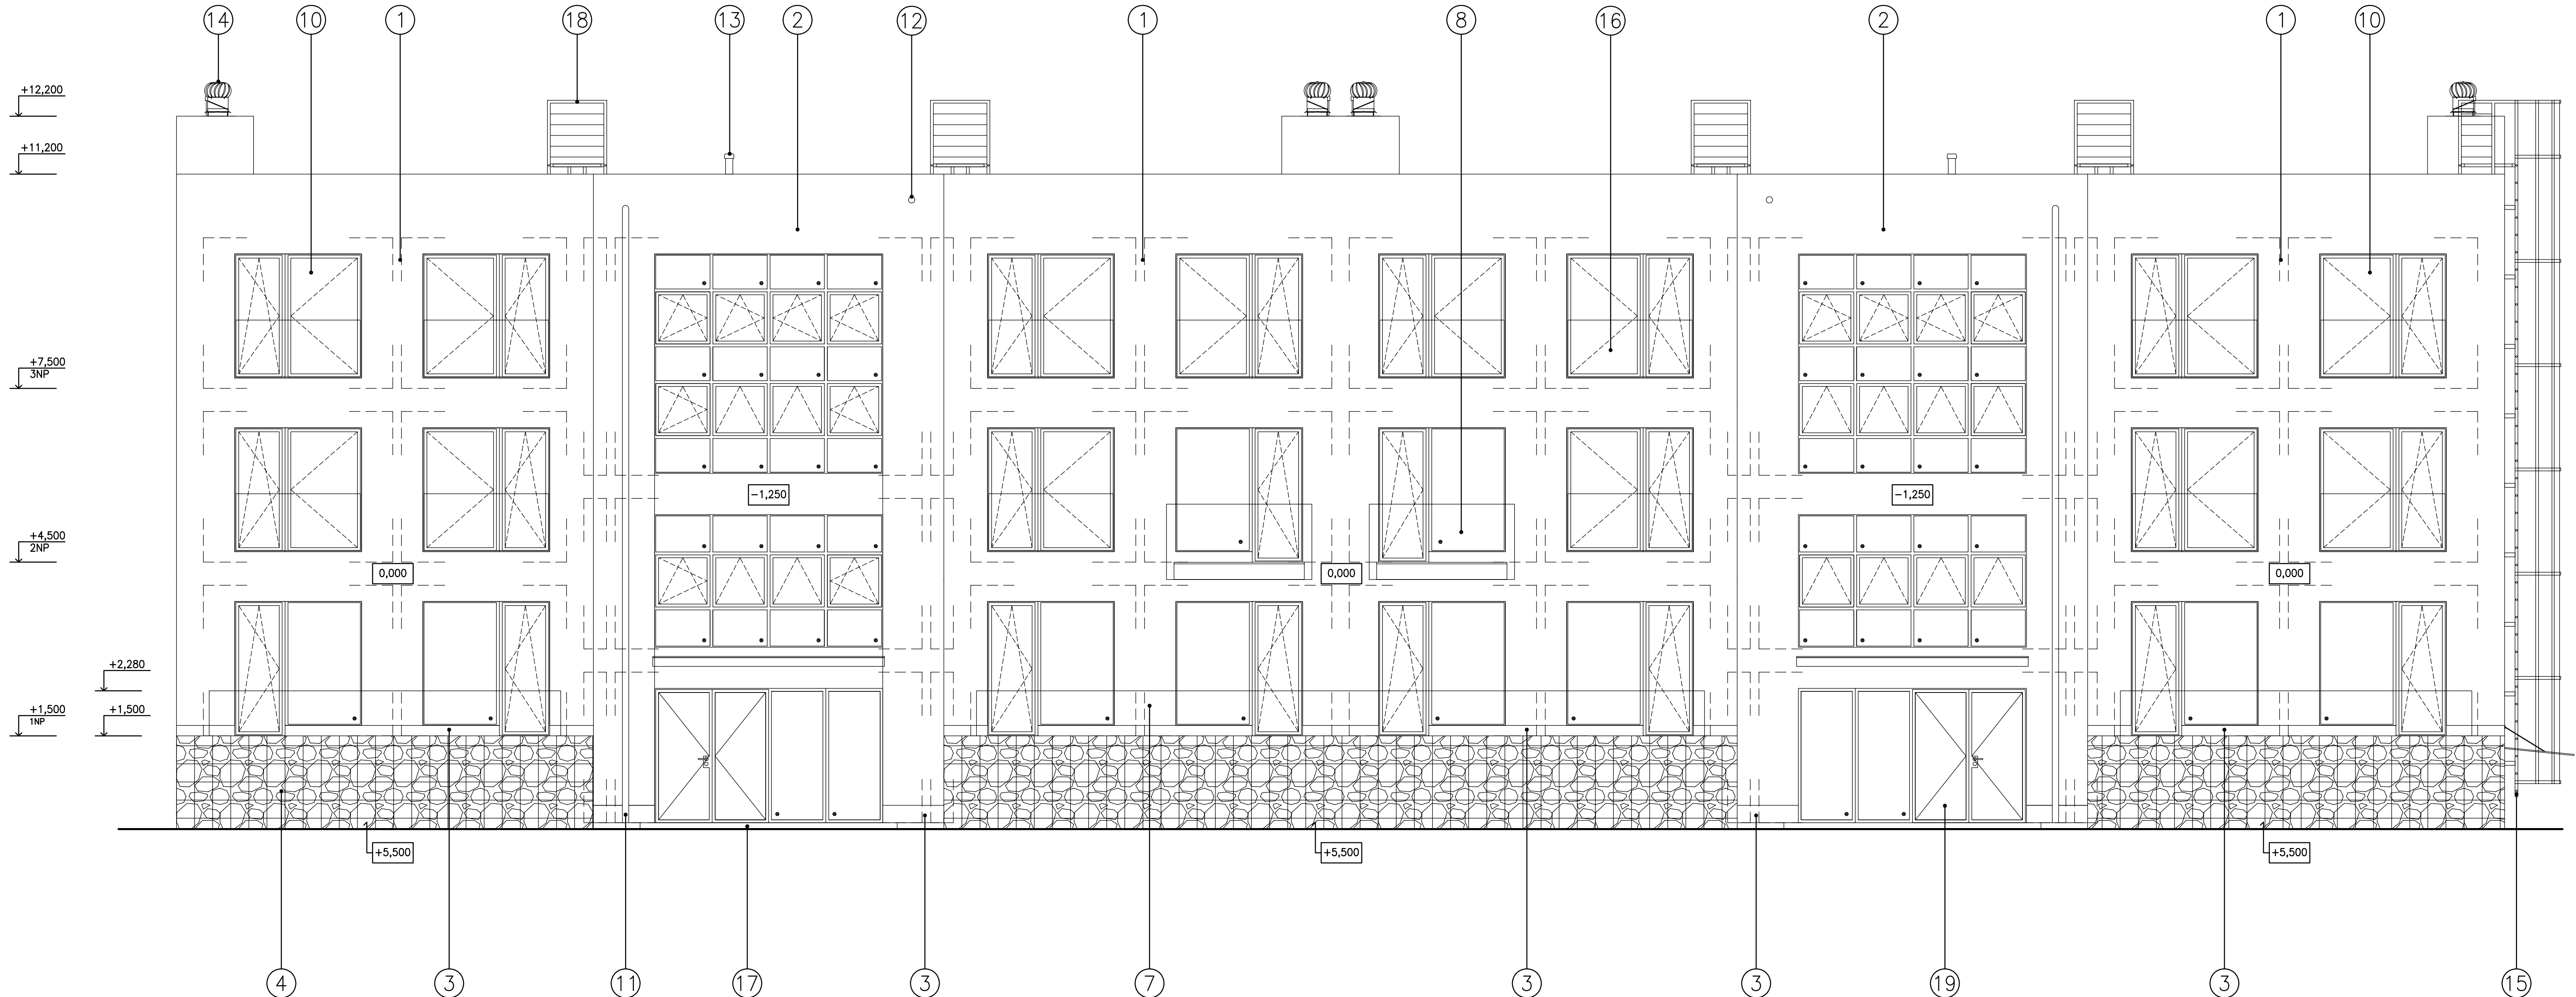 14 10 1 18 13 2 12 1 8 16 2 1 10
+12,200
+11,200
+7,500
3NP
-1,250 -1,250
+4,500
2NP
0,000 0,000 0,000
+2,280
+1,500 +1,500
1NP
+5,500 +5,500 +5,500
4 3 11 17 3 7 3 3 19 3 15